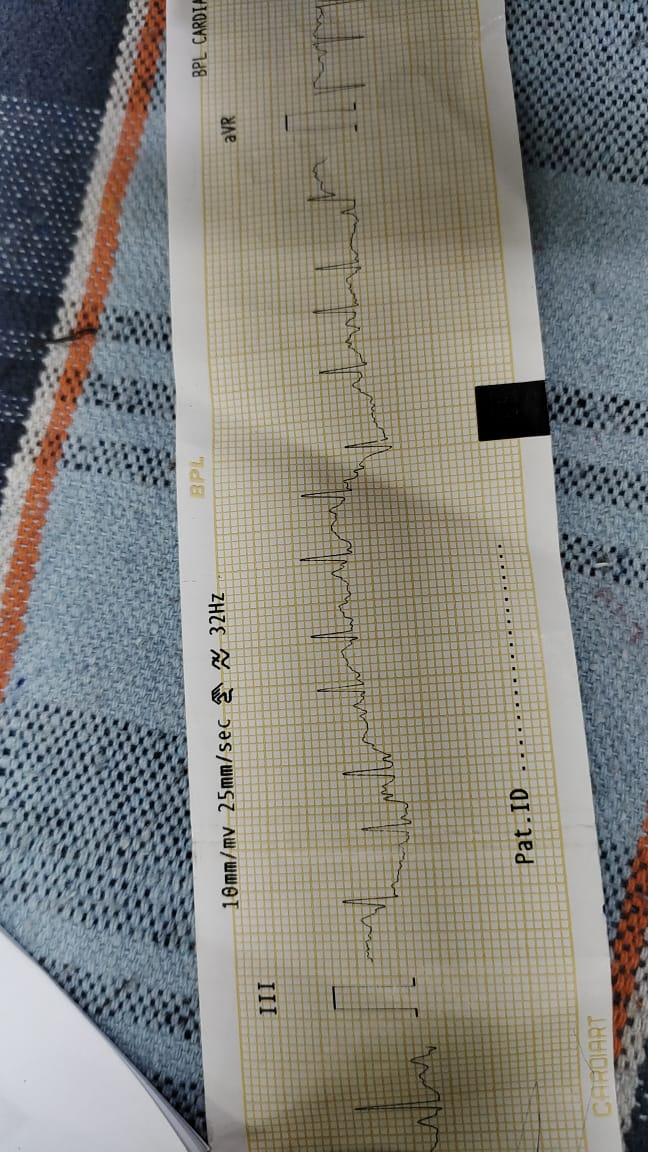 BPL CARDIA
aVR
BPL
10mm/mv 25mm/sec 32Hz
Pat.ID ..............................
III
CARDIART